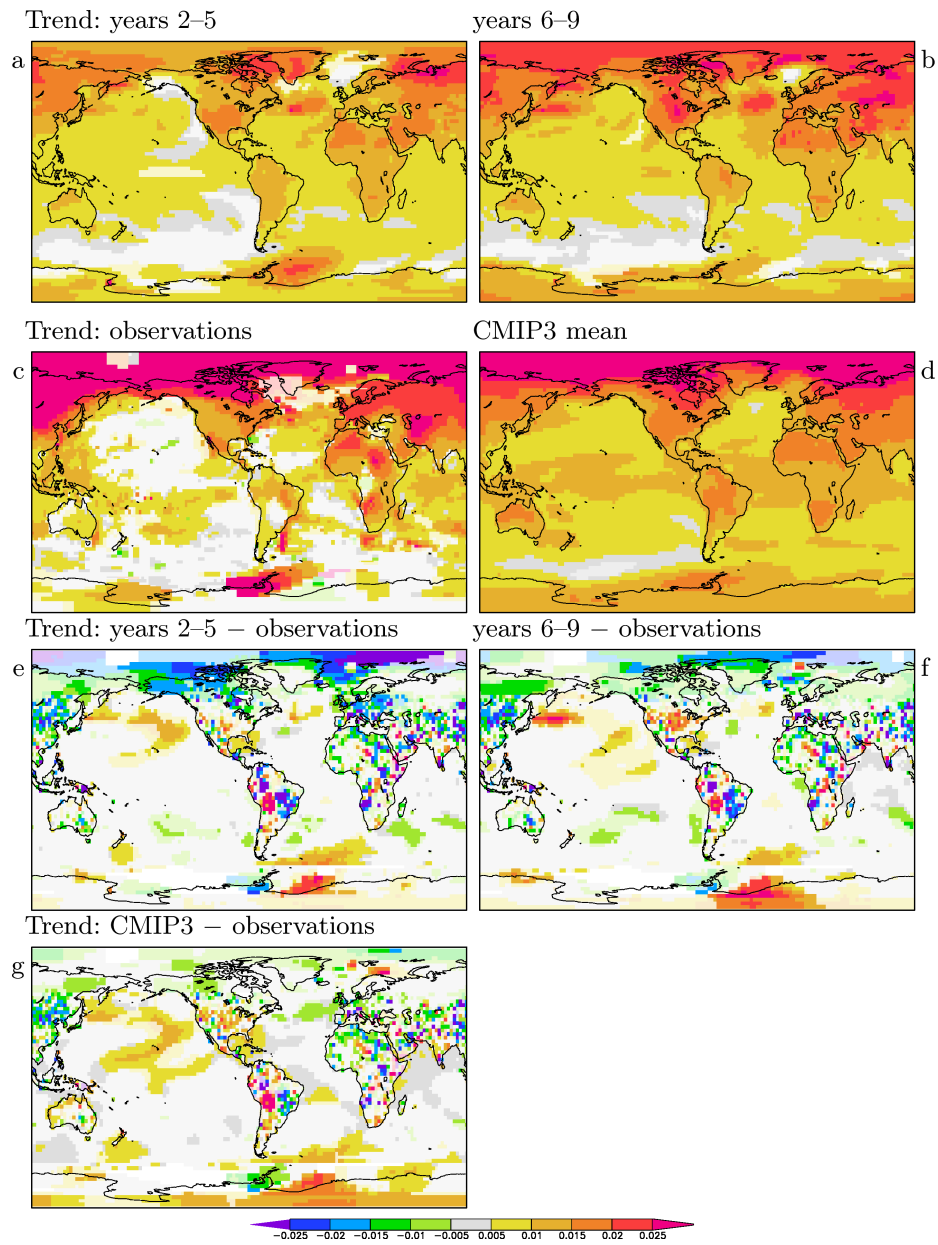 Trend: years 2–5
years 6–9
a
b
Trend: observations
CMIP3 mean
c
d
Trend: years 2–5 − observations
years 6–9 − observations
e
f
Trend: CMIP3 − observations
g
-0.025 -0.02 -0.015 -0.01 -0.005 0.005 0.01 0.015 0.02 0.025